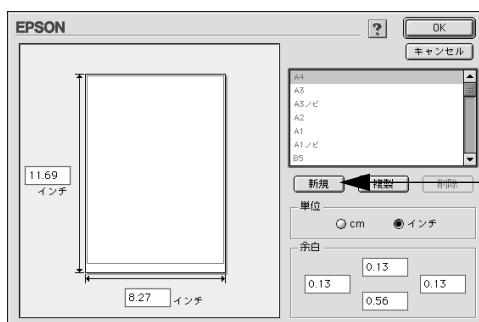 EPSON
?
OK
キャンセル
A4
A3
A3ノビ
A2
A1
A1ノビ
B5
新規 複製 削除
11.69
インチ
単位
cm インチ
余白
0.13
0.13 0.13
0.56
8.27 インチ